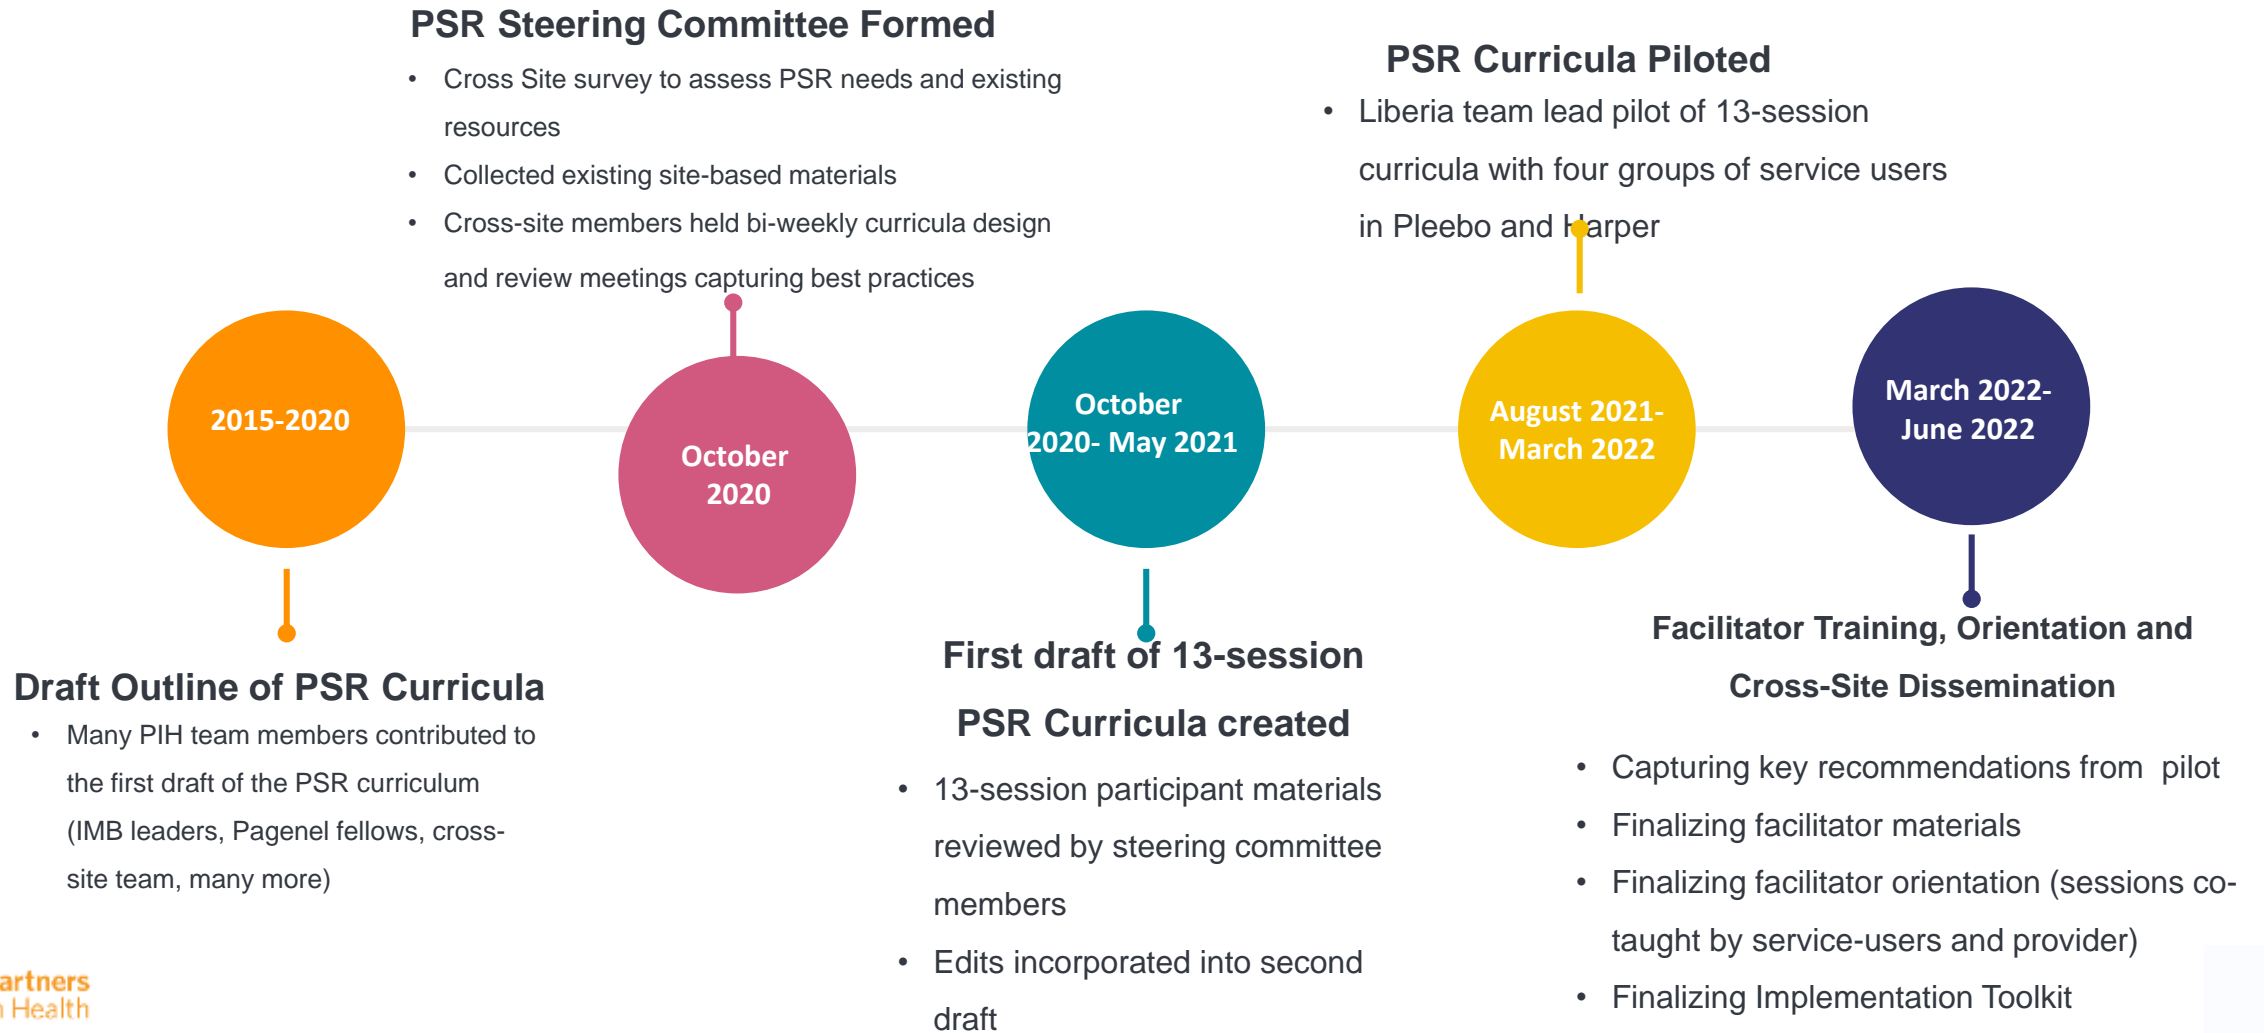 PSR Steering Committee Formed
• Cross Site survey to assess PSR needs and existing
resources
• Collected existing site-based materials
• Cross-site members held bi-weekly curricula design
and review meetings capturing best practices
PSR Curricula Piloted
• Liberia team lead pilot of 13-session
curricula with four groups of service users
in Pleebo and Harper
2015-2020
October
2020
October
2020- May 2021
August 2021-
March 2022
March 2022-
June 2022
Draft Outline of PSR Curricula
• Many PIH team members contributed to
the first draft of the PSR curriculum
(IMB leaders, Pagenel fellows, cross-
site team, many more)
First draft of 13-session
PSR Curricula created
• 13-session participant materials
reviewed by steering committee
members
• Edits incorporated into second
draft
Facilitator Training, Orientation and
Cross-Site Dissemination
• Capturing key recommendations from  pilot
• Finalizing facilitator materials
• Finalizing facilitator orientation (sessions co-
taught by service-users and provider)
• Finalizing Implementation Toolkit
artners
Health